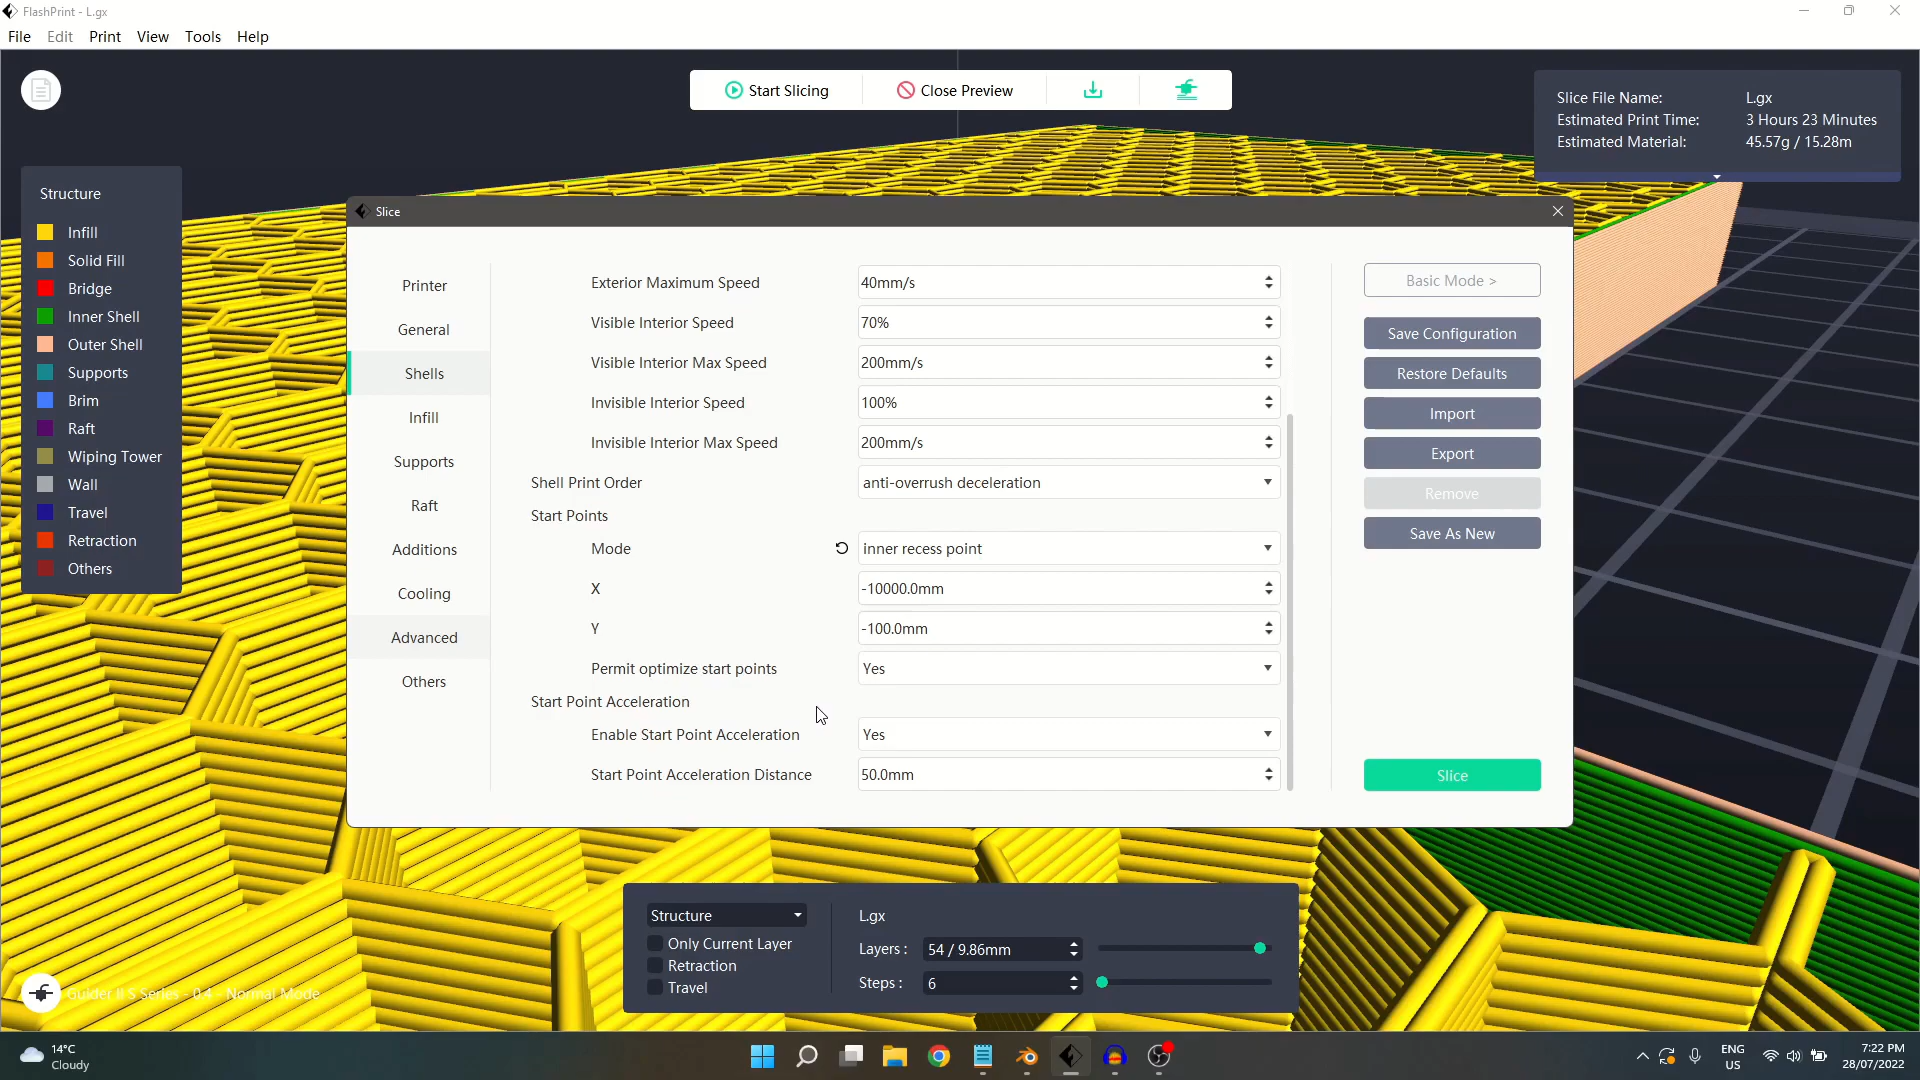 FlashPrint - L.gx
File Edit Print View Tools Help
Start Slicing
Close Preview
Slice File Name: L.gx
Estimated Print Time: 3 Hours 23 Minutes
Estimated Material: 45.57g / 15.28m
Structure
Infill
Solid Fill
Bridge
Inner Shell
Outer Shell
Supports
Brim
Raft
Wiping Tower
Wall
Travel
Retraction
Others
Slice
Printer
General
Shells
Infill
Supports
Raft
Additions
Cooling
Advanced
Others
Exterior Maximum Speed 40mm/s
Visible Interior Speed 70%
Visible Interior Max Speed 200mm/s
Invisible Interior Speed 100%
Invisible Interior Max Speed 200mm/s
Shell Print Order anti-overrush deceleration
Start Points
Mode inner recess point
X -10000.0mm
Y -100.0mm
Permit optimize start points Yes
Start Point Acceleration
Enable Start Point Acceleration Yes
Start Point Acceleration Distance 50.0mm
Basic Mode >
Save Configuration
Restore Defaults
Import
Export
Remove
Save As New
Slice
Structure
Only Current Layer
Retraction
Travel
L.gx
Layers : 54 / 9.86mm
Steps : 6
Guider II S Series - 0.4 - Normal Mode
14°C
Cloudy
ENG
US
7:22 PM
28/07/2022